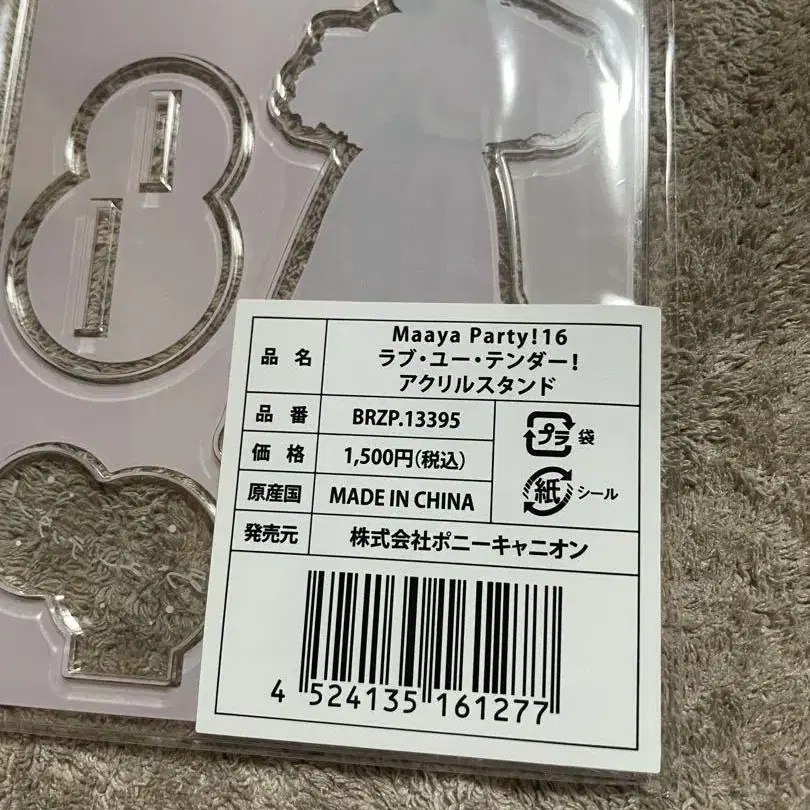 品名
Maaya Party!16
ラブ・ユー・テンダー!
アクリルスタンド
品番
BRZP.13395
価格
1,500円(税込)
原産国
MADE IN CHINA
プラ 袋
紙 シール
発売元
株式会社ポニーキャニオン
4 524135 161277